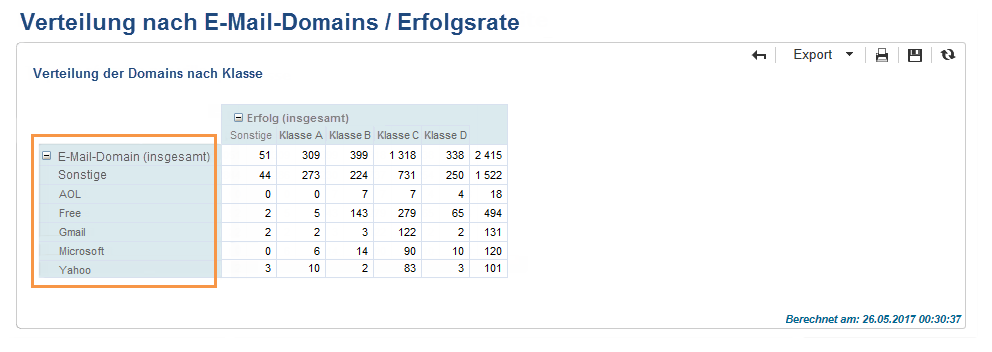 Verteilung nach E-Mail-Domains / Erfolgsrate
Export
Verteilung der Domains nach Klasse
Erfolg (insgesamt)
Sonstige Klasse A Klasse B Klasse C Klasse D
E-Mail-Domain (insgesamt) 51 309 399 1 318 338 2 415
Sonstige 44 273 224 731 250 1 522
AOL 0 0 7 7 4 18
Free 2 5 143 279 65 494
Gmail 2 2 3 122 2 131
Microsoft 0 6 14 90 10 120
Yahoo 3 10 2 83 3 101
Berechnet am: 26.05.2017 00:30:37